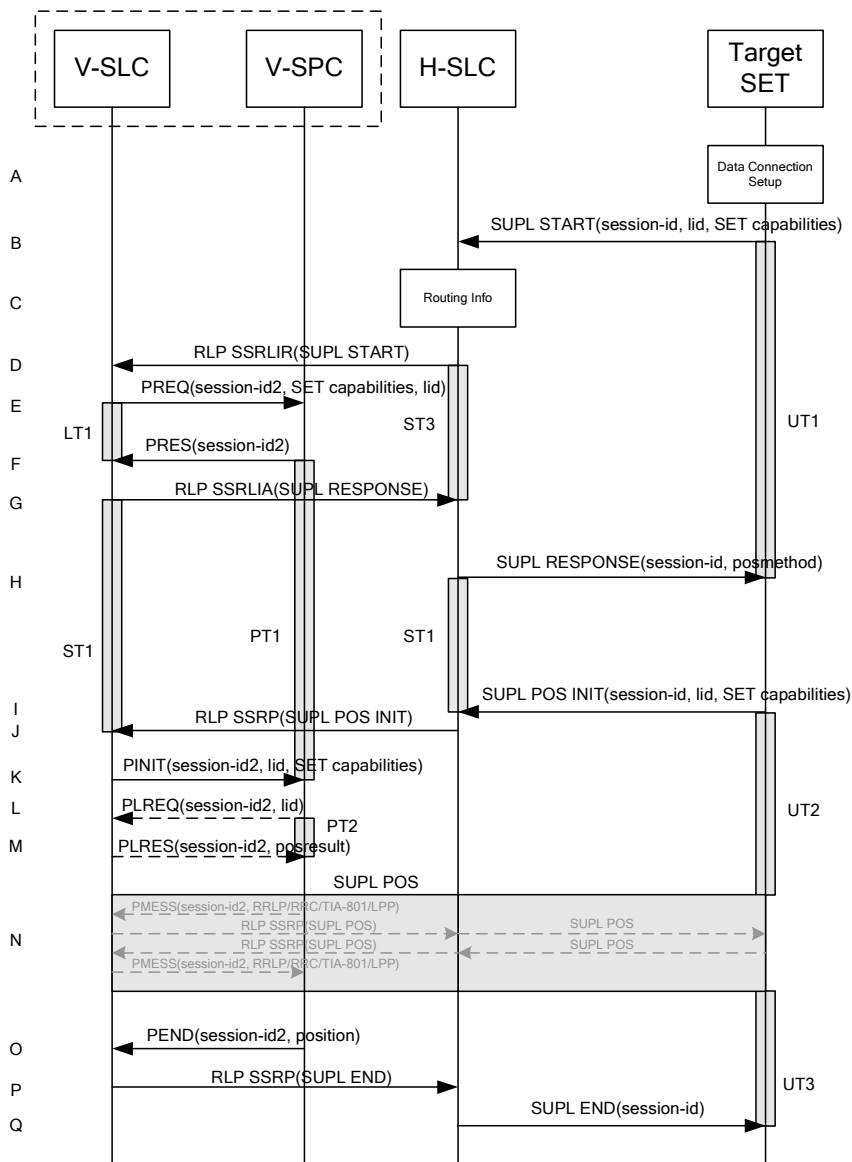 V-SLC
V-SPC
H-SLC
Target
SET
A
Data Connection
Setup
B
SUPL START(session-id, lid, SET capabilities)
C
Routing Info
D
RLP SSRLIR(SUPL START)
E
PREQ(session-id2, SET capabilities, lid)
LT1
ST3
UT1
F
PRES(session-id2)
G
RLP SSRLIA(SUPL RESPONSE)
H
SUPL RESPONSE(session-id, posmethod)
ST1
PT1
ST1
I
SUPL POS INIT(session-id, lid, SET capabilities)
J
RLP SSRP(SUPL POS INIT)
K
PINIT(session-id2, lid, SET capabilities)
L
PLREQ(session-id2, lid)
PT2
UT2
M
PLRES(session-id2, posresult)
SUPL POS
N
PMESS(session-id2, RRLP/RRC/TIA-801/LPP)
RLP SSRP(SUPL POS)
SUPL POS
RLP SSRP(SUPL POS)
SUPL POS
PMESS(session-id2, RRLP/RRC/TIA-801/LPP)
O
PEND(session-id2, position)
P
RLP SSRP(SUPL END)
UT3
Q
SUPL END(session-id)